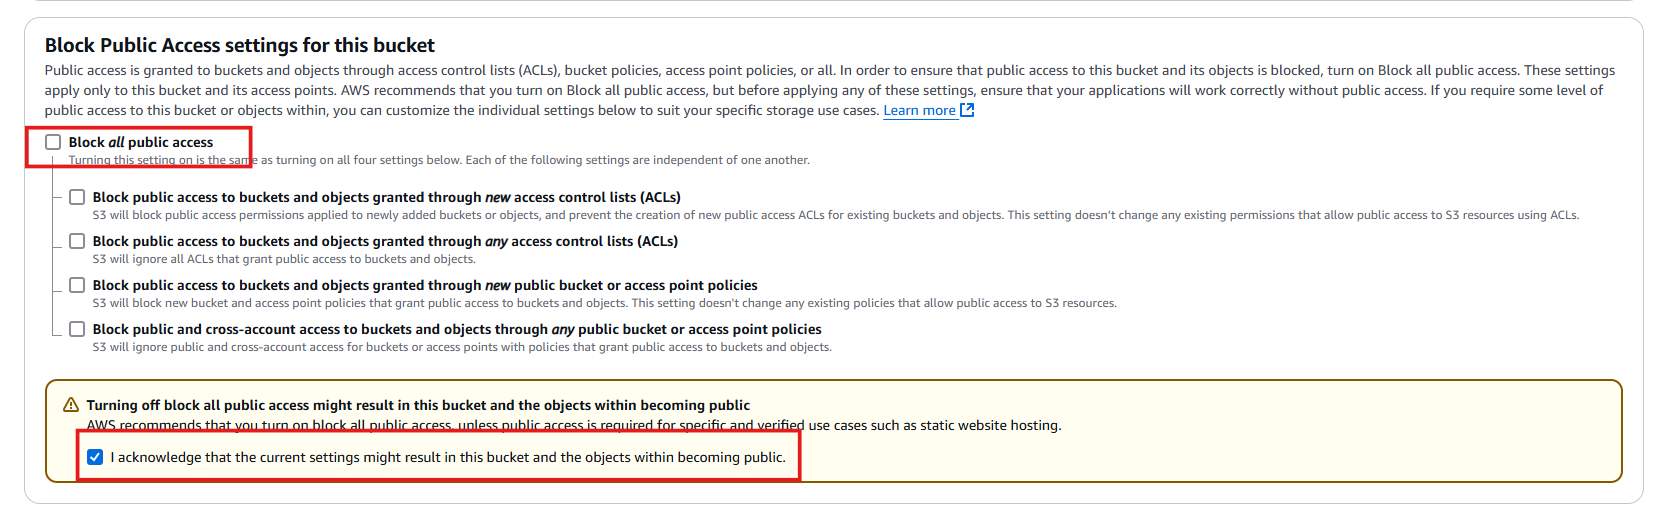 Block Public Access settings for this bucket
Public access is granted to buckets and objects through access control lists (ACLs), bucket policies, access point policies, or all. In order to ensure that public access to this bucket and its objects is blocked, turn on Block all public access. These settings
apply only to this bucket and its access points. AWS recommends that you turn on Block all public access, but before applying any of these settings, ensure that your applications will work correctly without public access. If you require some level of
public access to this bucket or objects within, you can customize the individual settings below to suit your specific storage use cases. Learn more
Block all public access
Turning this setting on is the same as turning on all four settings below. Each of the following settings are independent of one another.
Block public access to buckets and objects granted through new access control lists (ACLs)
S3 will block public access permissions applied to newly added buckets or objects, and prevent the creation of new public access ACLs for existing buckets and objects. This setting doesn't change any existing permissions that allow public access to S3 resources using ACLs.
Block public access to buckets and objects granted through any access control lists (ACLs)
S3 will ignore all ACLs that grant public access to buckets and objects.
Block public access to buckets and objects granted through new public bucket or access point policies
S3 will block new bucket and access point policies that grant public access to buckets and objects. This setting doesn't change any existing policies that allow public access to S3 resources.
Block public and cross-account access to buckets and objects through any public bucket or access point policies
S3 will ignore public and cross-account access for buckets or access points with policies that grant public access to buckets and objects.
Turning off block all public access might result in this bucket and the objects within becoming public
AWS recommends that you turn on block all public access, unless public access is required for specific and verified use cases such as static website hosting.
I acknowledge that the current settings might result in this bucket and the objects within becoming public.